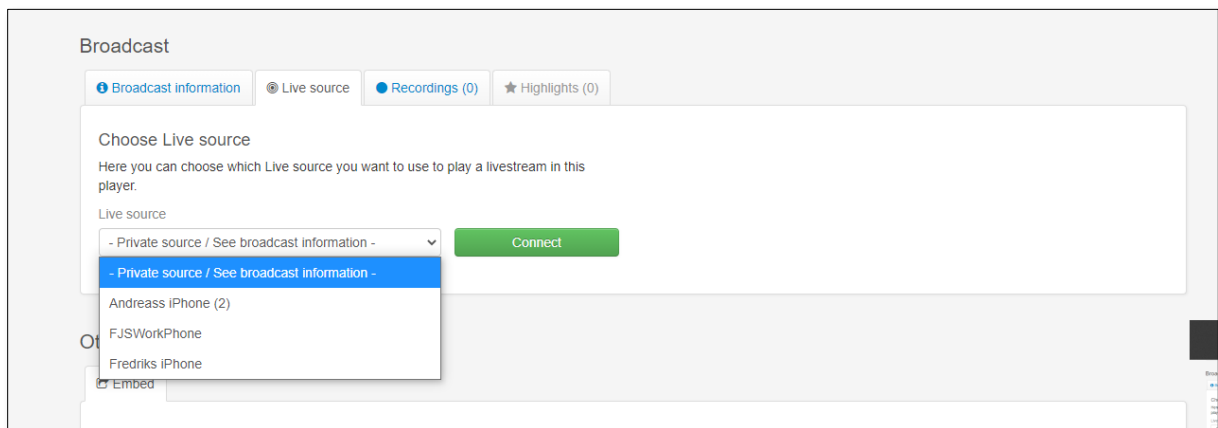 Broadcast
Broadcast information
Live source
Recordings (0)
Highlights (0)
Choose Live source
Here you can choose which Live source you want to use to play a livestream in this
player.
Live source
- Private source / See broadcast information -
Connect
- Private source / See broadcast information -
Andreass iPhone (2)
FJSWorkPhone
Fredriks iPhone
Ot
Embed